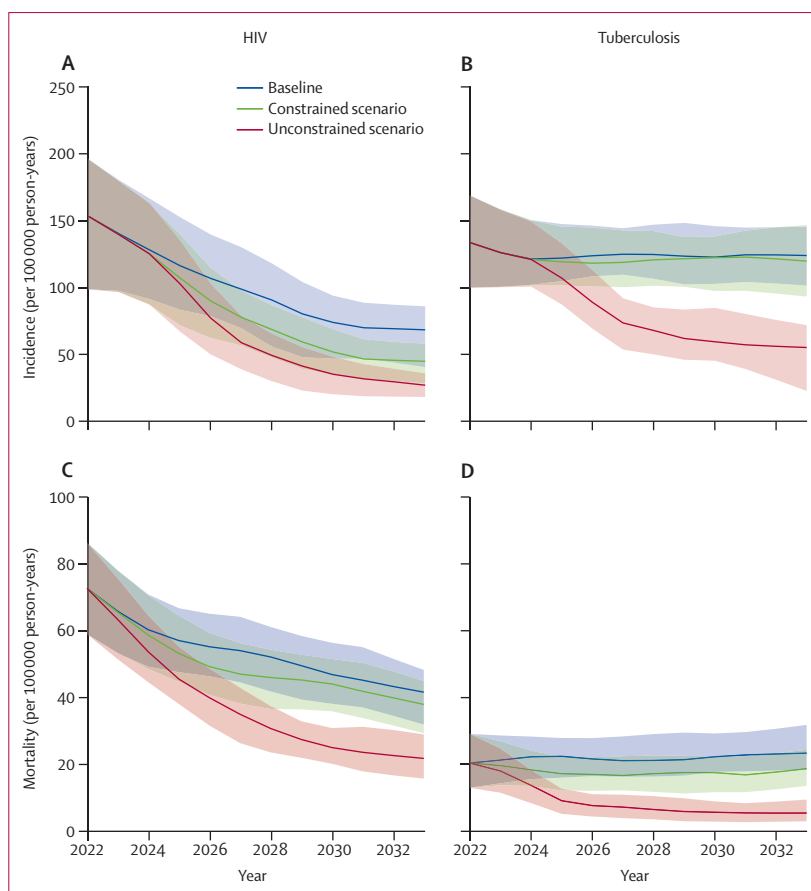 HIV
Tuberculosis
A
B
Baseline
Constrained scenario
Unconstrained scenario
250
200
150
100
50
0
Incidence (per 100 000 person-years)
C
D
100
80
60
40
20
0
Mortality (per 100 000 person-years)
2022 2024 2026 2028 2030 2032
2022 2024 2026 2028 2030 2032
Year
Year